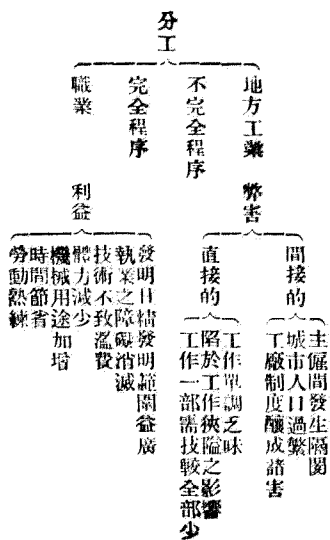 分工
地方工業
不完全程序
完全程序
職業
弊害
間接的
主僱間發生隔閡
城市人口過繁
工廠制度釀成諸害
直接的
工作單調乏味
陷於工作狹隘之影響
工作一部需技較全部少
利益
發明日精發明範圍益廣
執業之障礙消滅
技術不致濫費
體力減少
機械用途加增
時間節省
勞動熟練